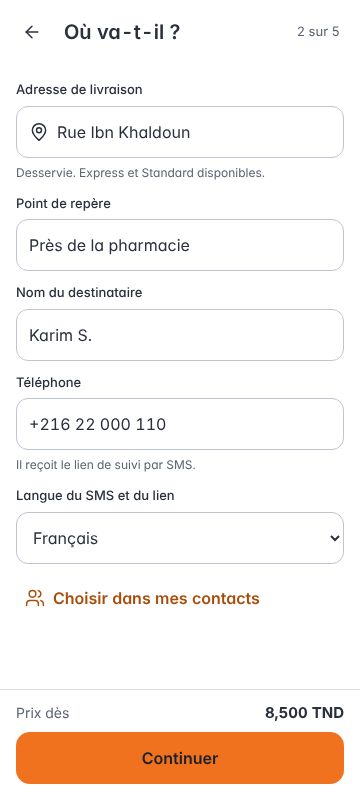 Où va-t-il ?
2 sur 5
Adresse de livraison
Rue Ibn Khaldoun
Desservie. Express et Standard disponibles.
Point de repère
Près de la pharmacie
Nom du destinataire
Karim S.
Téléphone
+216 22 000 110
Il reçoit le lien de suivi par SMS.
Langue du SMS et du lien
Français
Choisir dans mes contacts
Prix dès
8,500 TND
Continuer